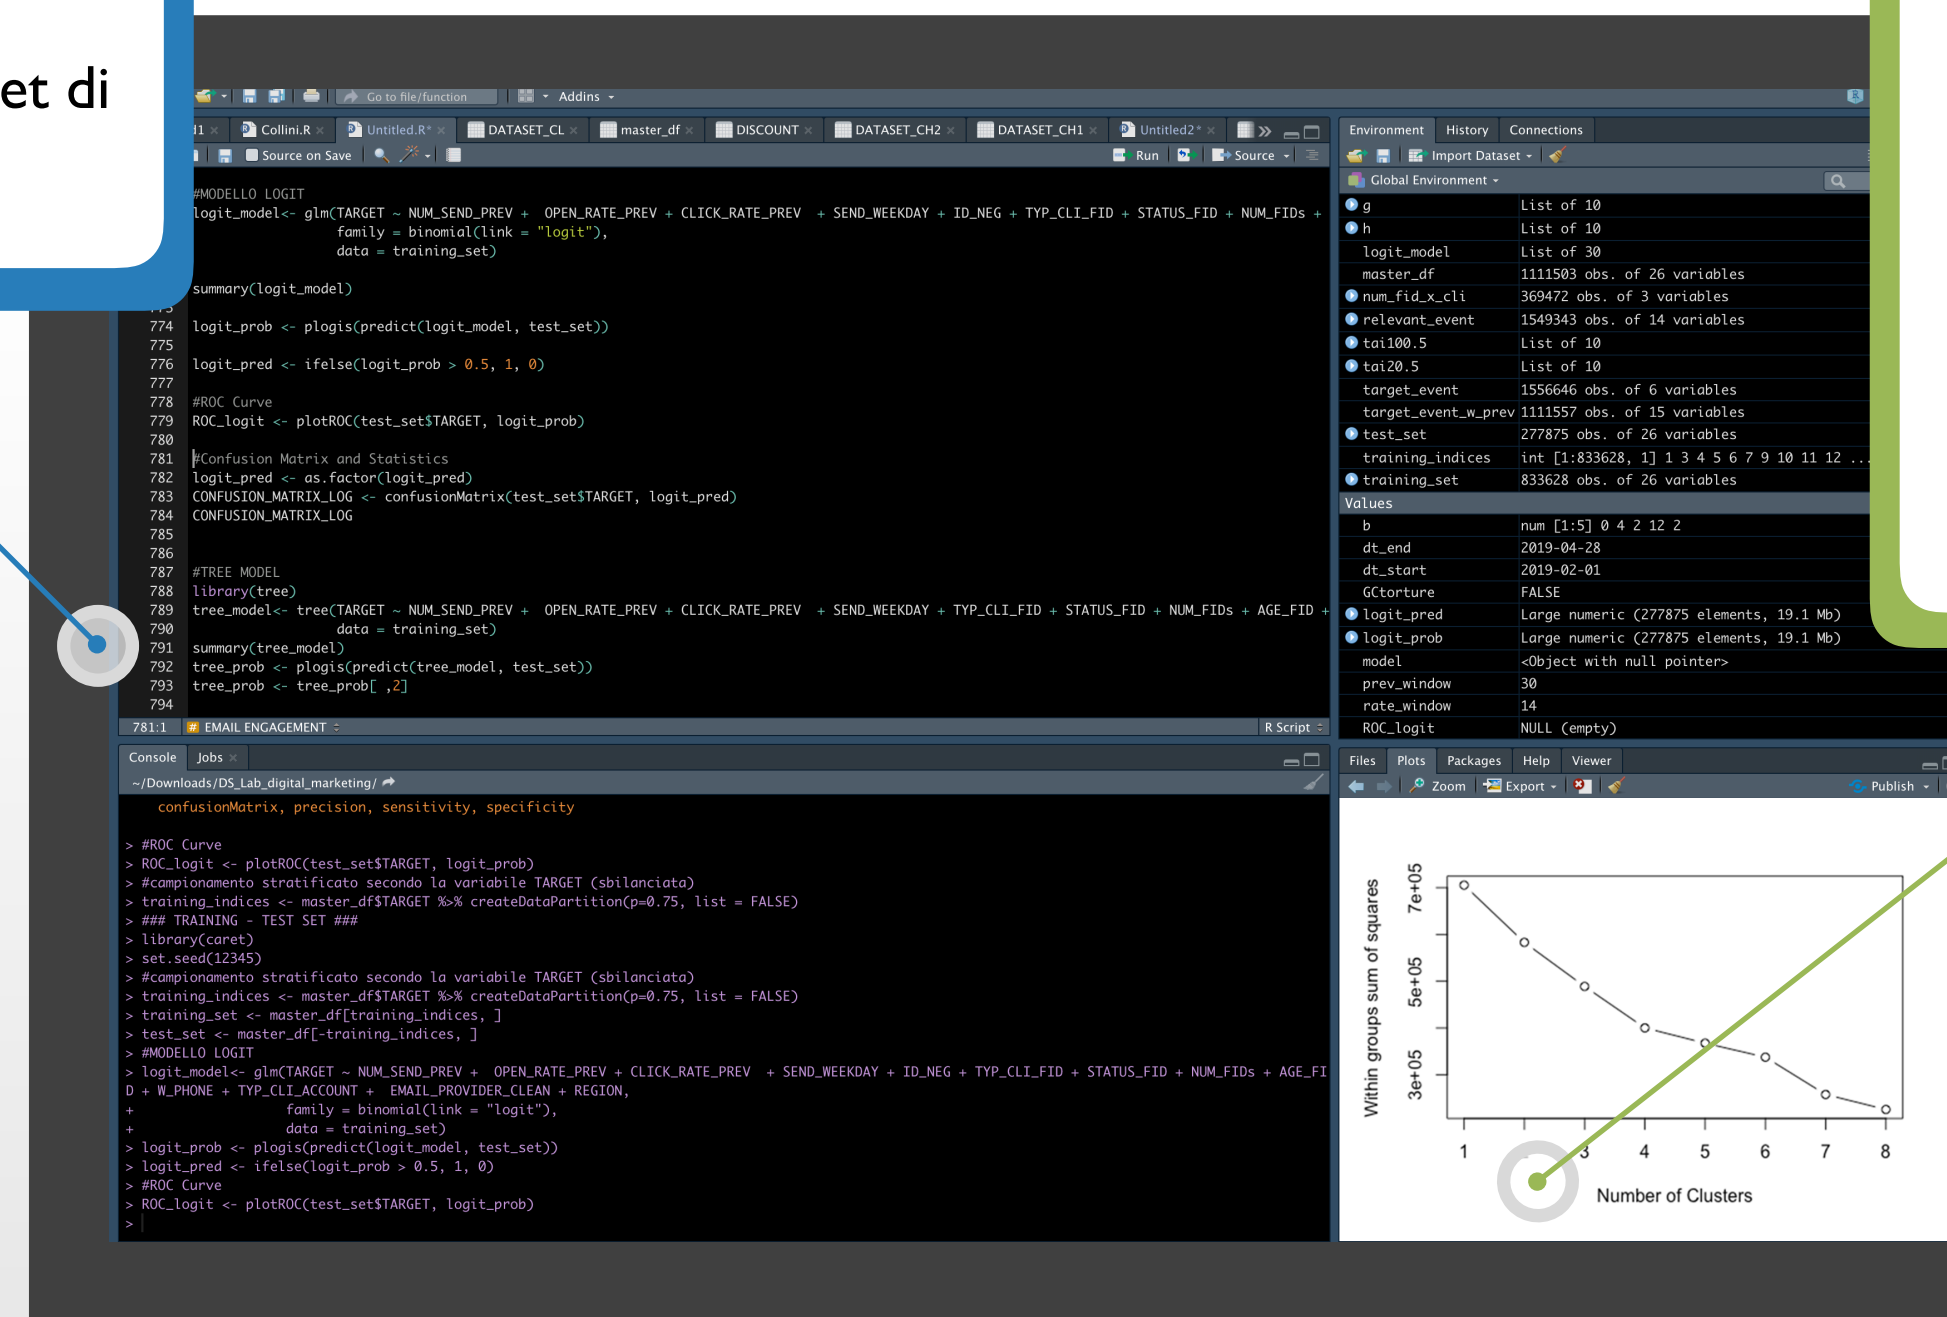 et di
Go to file/function
Addins
Collini.R
Untitled.R*
DATASET_CL
master_df
DISCOUNT
DATASET_CH2
DATASET_CH1
Untitled2*
Source on Save
Run
Source
#MODELLO LOGIT
logit_model<- glm(TARGET ~ NUM_SEND_PREV +  OPEN_RATE_PREV + CLICK_RATE_PREV  + SEND_WEEKDAY + ID_NEG + TYP_CLI_FID + STATUS_FID + NUM_FIDs +
family = binomial(link = "logit"),
data = training_set)
summary(logit_model)
774 logit_prob <- plogis(predict(logit_model, test_set))
775
776 logit_pred <- ifelse(logit_prob > 0.5, 1, 0)
777
778 #ROC Curve
779 ROC_logit <- plotROC(test_set$TARGET, logit_prob)
780
781 #Confusion Matrix and Statistics
782 logit_pred <- as.factor(logit_pred)
783 CONFUSION_MATRIX_LOG <- confusionMatrix(test_set$TARGET, logit_pred)
784 CONFUSION_MATRIX_LOG
785
786
787 #TREE MODEL
788 library(tree)
789 tree_model<- tree(TARGET ~ NUM_SEND_PREV +  OPEN_RATE_PREV + CLICK_RATE_PREV  + SEND_WEEKDAY + TYP_CLI_FID + STATUS_FID + NUM_FIDs + AGE_FID +
790 data = training_set)
791 summary(tree_model)
792 tree_prob <- plogis(predict(tree_model, test_set))
793 tree_prob <- tree_prob[ ,2]
794
781:1 # EMAIL ENGAGEMENT R Script
Console Jobs
~/Downloads/DS_Lab_digital_marketing/
confusionMatrix, precision, sensitivity, specificity
> #ROC Curve
> ROC_logit <- plotROC(test_set$TARGET, logit_prob)
> #campionamento stratificato secondo la variabile TARGET (sbilanciata)
> training_indices <- master_df$TARGET %>% createDataPartition(p=0.75, list = FALSE)
> ### TRAINING - TEST SET ###
> library(caret)
> set.seed(12345)
> #campionamento stratificato secondo la variabile TARGET (sbilanciata)
> training_indices <- master_df$TARGET %>% createDataPartition(p=0.75, list = FALSE)
> training_set <- master_df[training_indices, ]
> test_set <- master_df[-training_indices, ]
> #MODELLO LOGIT
> logit_model<- glm(TARGET ~ NUM_SEND_PREV +  OPEN_RATE_PREV + CLICK_RATE_PREV  + SEND_WEEKDAY + ID_NEG + TYP_CLI_FID + STATUS_FID + NUM_FIDs + AGE_FI
D + W_PHONE + TYP_CLI_ACCOUNT +  EMAIL_PROVIDER_CLEAN + REGION,
+ family = binomial(link = "logit"),
+ data = training_set)
> logit_prob <- plogis(predict(logit_model, test_set))
> logit_pred <- ifelse(logit_prob > 0.5, 1, 0)
> #ROC Curve
> ROC_logit <- plotROC(test_set$TARGET, logit_prob)
>
Environment History Connections
Import Dataset
Global Environment
g List of 10
h List of 10
logit_model List of 30
master_df 1111503 obs. of 26 variables
num_fid_x_cli 369472 obs. of 3 variables
relevant_event 1549343 obs. of 14 variables
tai100.5 List of 10
tai20.5 List of 10
target_event 1556646 obs. of 6 variables
target_event_w_prev 1111557 obs. of 15 variables
test_set 277875 obs. of 26 variables
training_indices int [1:833628, 1] 1 3 4 5 6 7 9 10 11 12 ...
training_set 833628 obs. of 26 variables
Values
b num [1:5] 0 4 2 12 2
dt_end 2019-04-28
dt_start 2019-02-01
GCtorture FALSE
logit_pred Large numeric (277875 elements, 19.1 Mb)
logit_prob Large numeric (277875 elements, 19.1 Mb)
model <Object with null pointer>
prev_window 30
rate_window 14
ROC_logit NULL (empty)
Files Plots Packages Help Viewer
Zoom Export Publish
Within groups sum of squares
7e+05
5e+05
3e+05
1 3 4 5 6 7 8
Number of Clusters